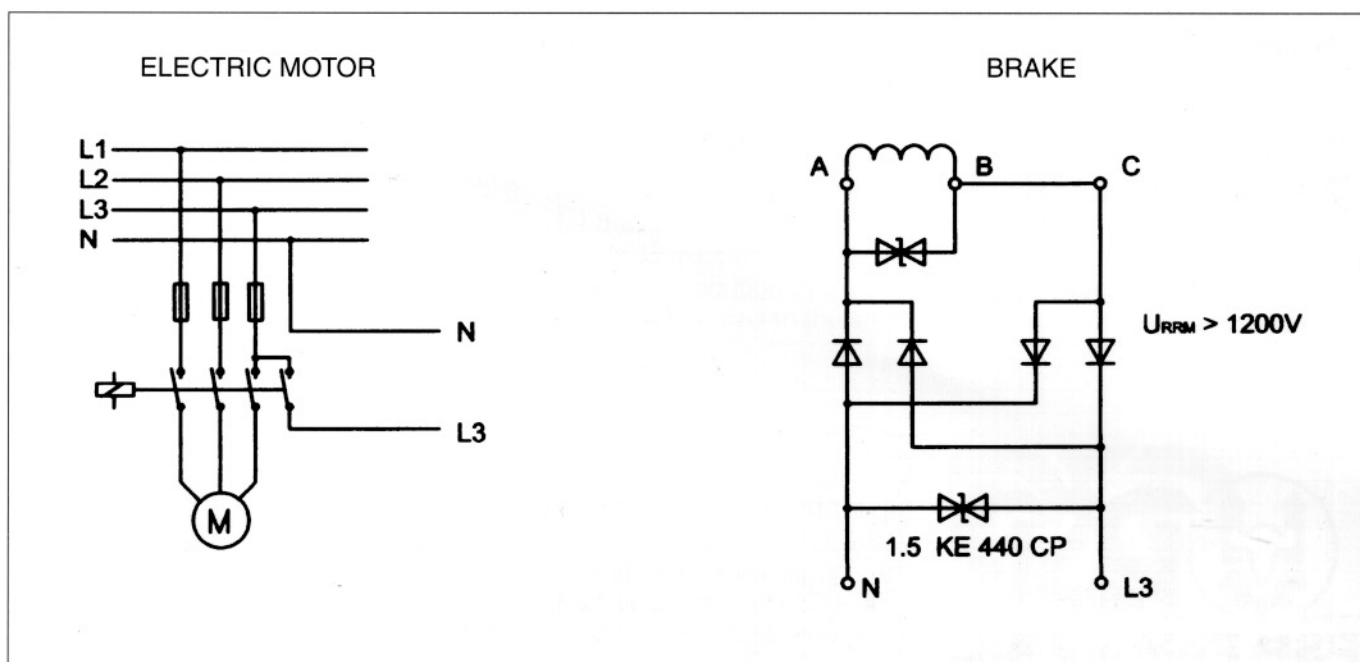 ELECTRIC MOTOR
L1
L2
L3
N
N
L3
M
BRAKE
A
B
C
URRM > 1200V
1.5 KE 440 CP
N
L3